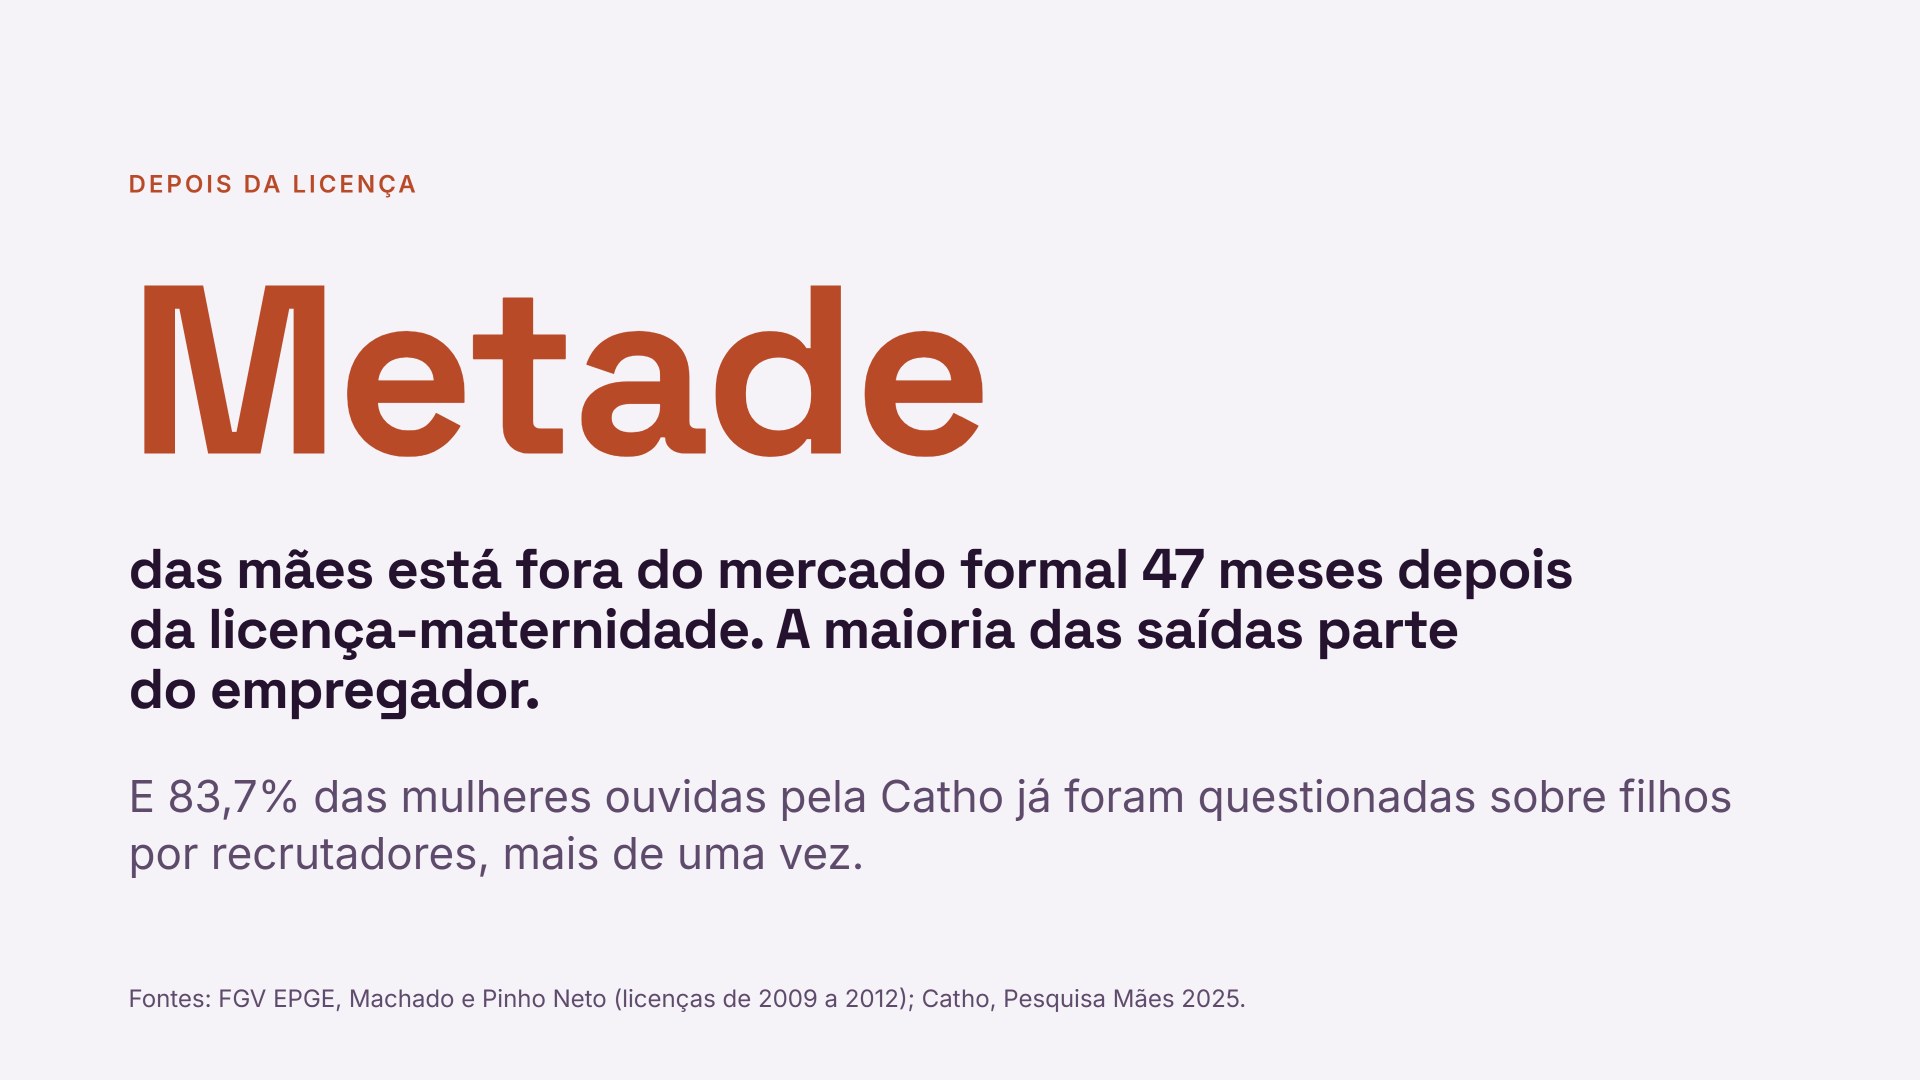 DEPOIS DA LICENÇA
Metade
das mães está fora do mercado formal 47 meses depois
da licença-maternidade. A maioria das saídas parte
do empregador.
E 83,7% das mulheres ouvidas pela Catho já foram questionadas sobre filhos
por recrutadores, mais de uma vez.
Fontes: FGV EPGE, Machado e Pinho Neto (licenças de 2009 a 2012); Catho, Pesquisa Mães 2025.